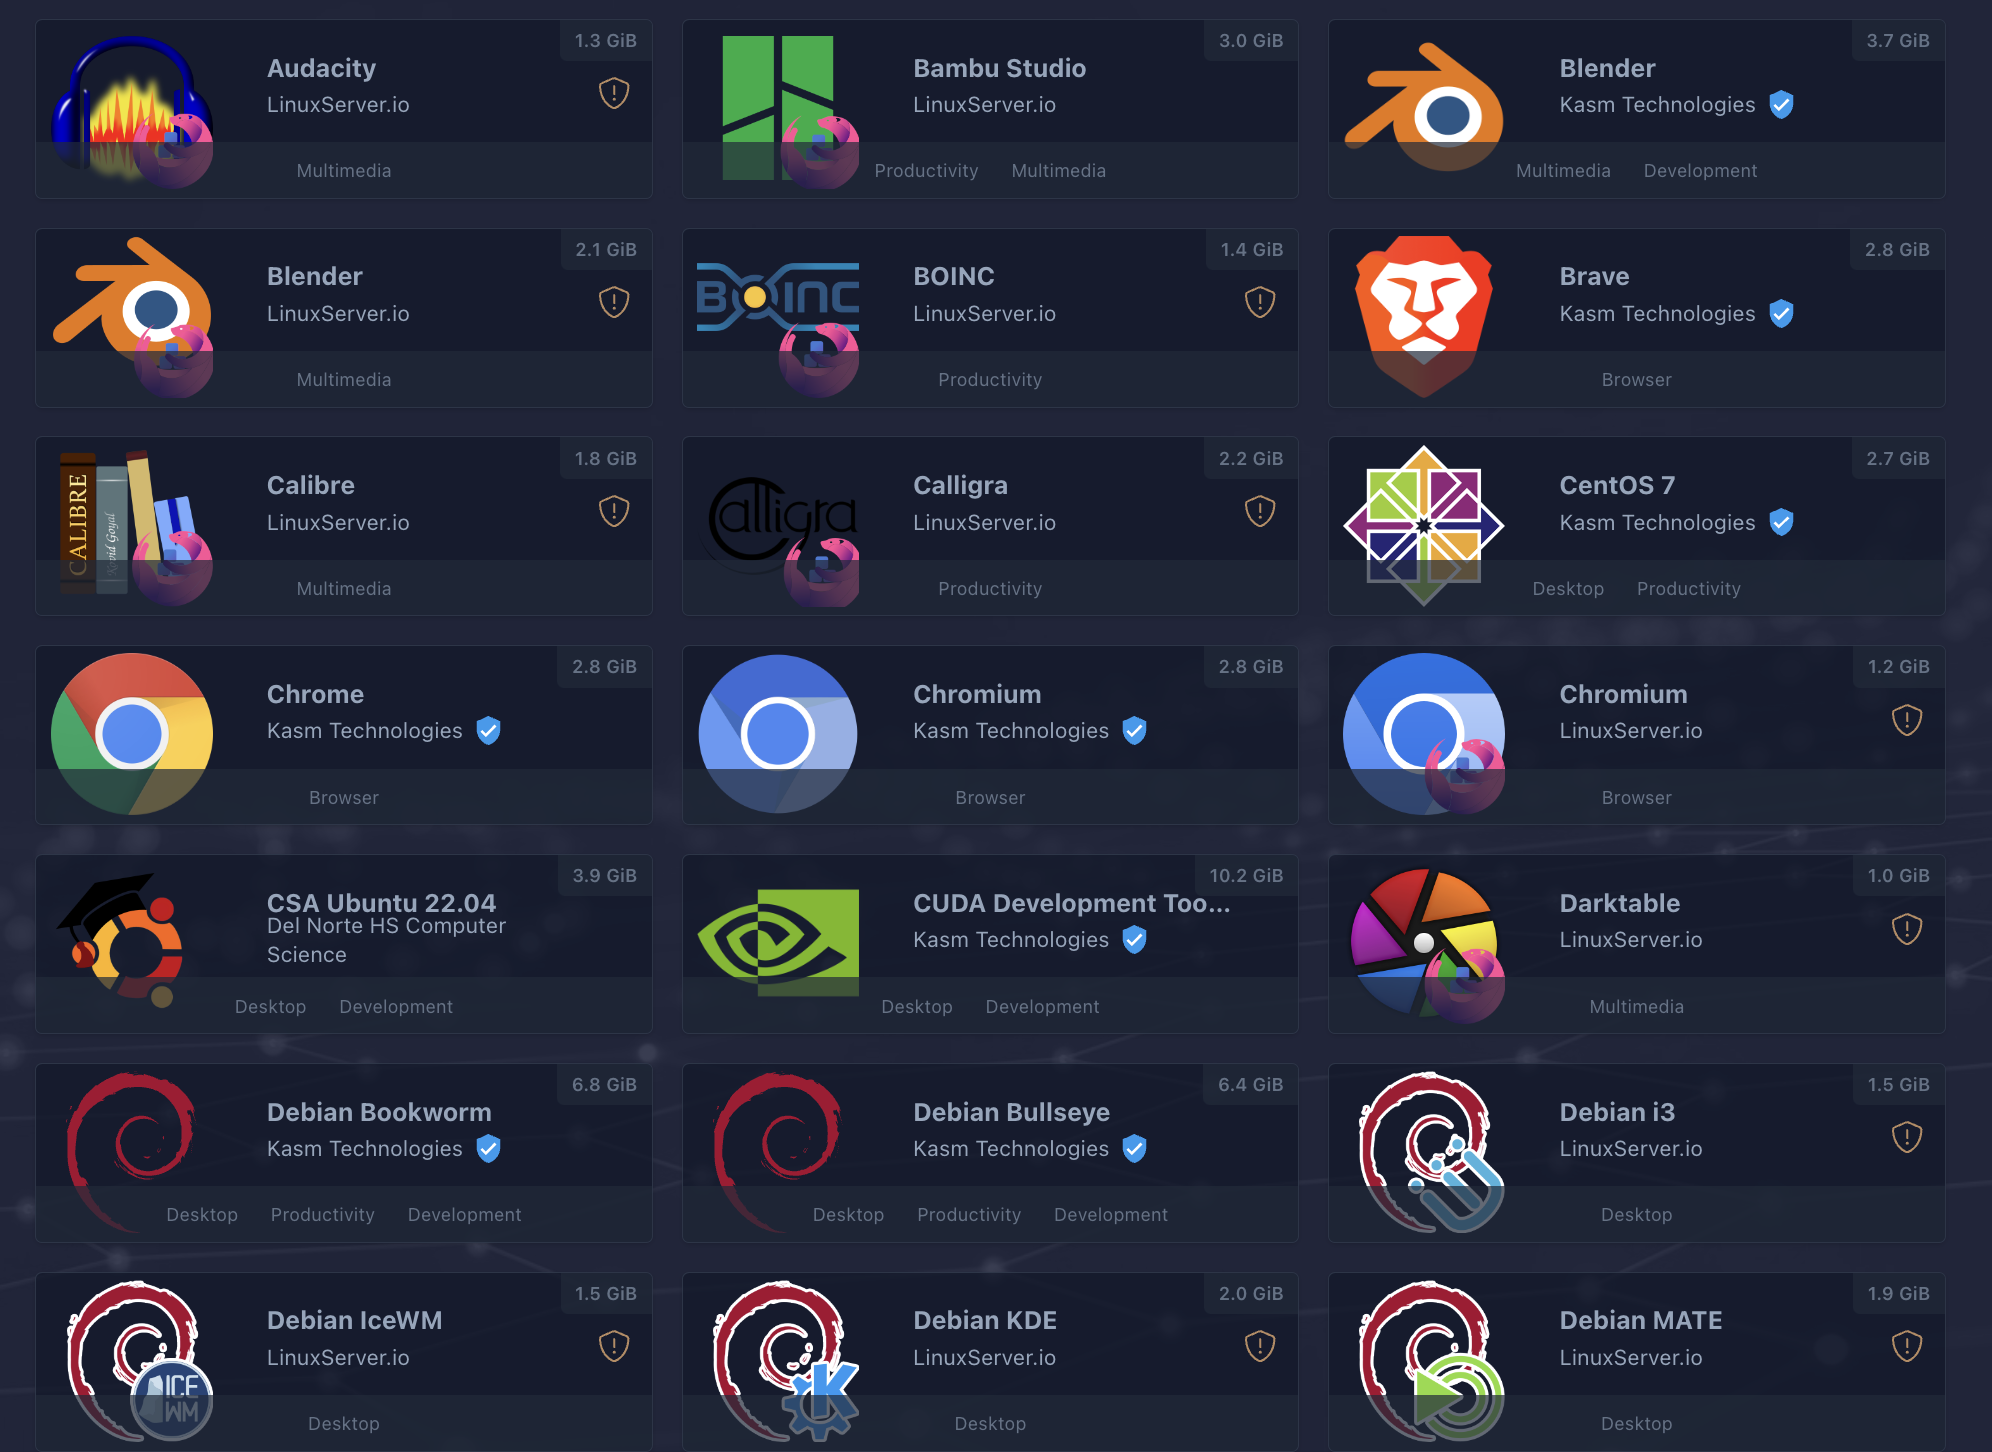 1.3 GiB
Audacity
LinuxServer.io
Multimedia
3.0 GiB
Bambu Studio
LinuxServer.io
Productivity Multimedia
3.7 GiB
Blender
Kasm Technologies
Multimedia Development
2.1 GiB
Blender
LinuxServer.io
Multimedia
1.4 GiB
BOINC
BOINC
LinuxServer.io
Productivity
2.8 GiB
Brave
Kasm Technologies
Browser
1.8 GiB
CALIBRE
Calibre
LinuxServer.io
Multimedia
2.2 GiB
Calligra
Calligra
LinuxServer.io
Productivity
2.7 GiB
CentOS 7
Kasm Technologies
Desktop Productivity
2.8 GiB
Chrome
Kasm Technologies
Browser
2.8 GiB
Chromium
Kasm Technologies
Browser
1.2 GiB
Chromium
LinuxServer.io
Browser
3.9 GiB
CSA Ubuntu 22.04
Del Norte HS Computer
Science
Desktop Development
10.2 GiB
CUDA Development Too...
Kasm Technologies
Desktop Development
1.0 GiB
Darktable
LinuxServer.io
Multimedia
6.8 GiB
Debian Bookworm
Kasm Technologies
Desktop Productivity Development
6.4 GiB
Debian Bullseye
Kasm Technologies
Desktop Productivity Development
1.5 GiB
Debian i3
LinuxServer.io
Desktop
1.5 GiB
Debian IceWM
LinuxServer.io
ICE
WM
Desktop
2.0 GiB
Debian KDE
LinuxServer.io
K
Desktop
1.9 GiB
Debian MATE
LinuxServer.io
Desktop